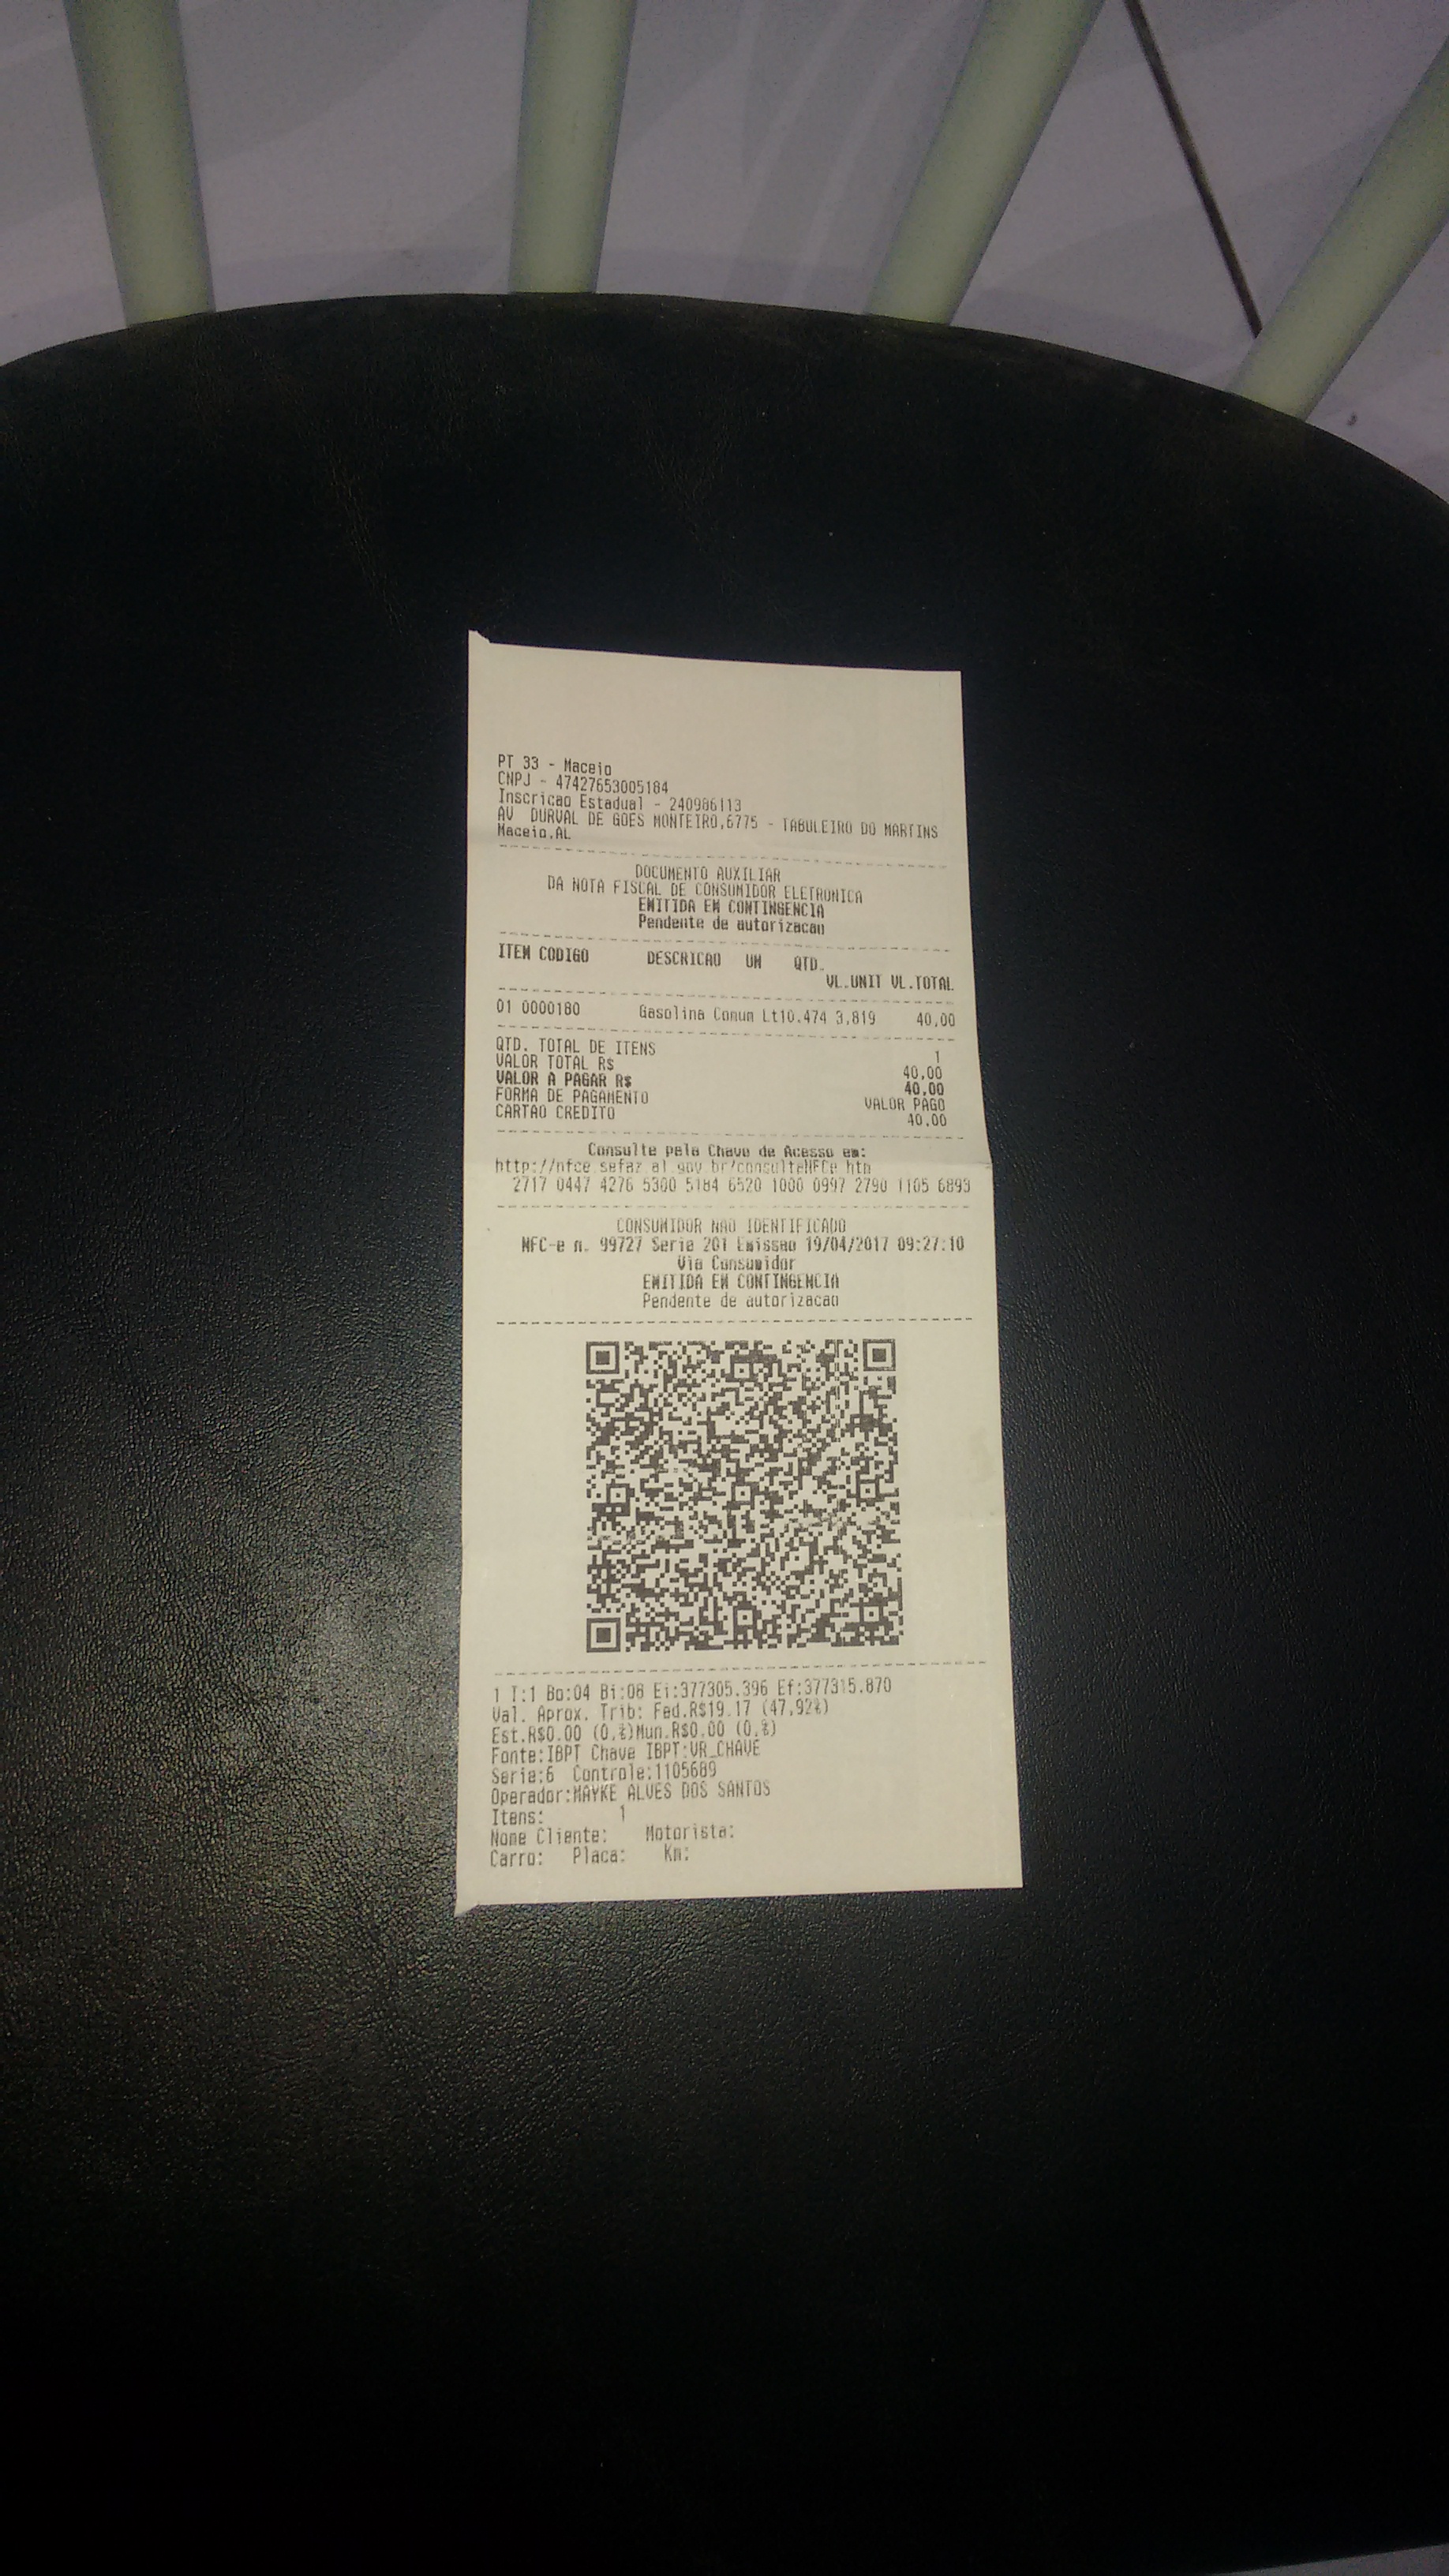 PT 33 - Maceio
CNPJ - 47427653005184
Inscricao Estadual - 240986113
AV DURVAL DE GOES MONTEIRO,6775 - TABULEIRO DO MARTINS
Maceio,AL
DOCUMENTO AUXILIAR
DA NOTA FISCAL DE CONSUMIDOR ELETRONICA
EMITIDA EM CONTINGENCIA
Pendente de autorizacao
ITEM CODIGO DESCRICAO UM QTD.
VL.UNIT VL.TOTAL
01 0000180 Gasolina Comum Lt10.474 3,819 40,00
QTD. TOTAL DE ITENS 1
VALOR TOTAL R$ 40,00
VALOR A PAGAR R$ 40,00
FORMA DE PAGAMENTO VALOR PAGO
CARTAO CREDITO 40,00
Consulte pela Chave de Acesso em:
http://nfce.sefaz.al.gov.br/consulteNFCe.htm
2717 0447 4276 5300 5184 6520 1000 0997 2790 1105 6893
CONSUMIDOR NAO IDENTIFICADO
NFC-e n. 99727 Serie 201 Emissao 19/04/2017 09:27:10
Via Consumidor
EMITIDA EM CONTINGENCIA
Pendente de autorizacao
1 T:1 Bo:04 Bi:08 Ei:377305.396 Ef:377315.870
Val. Aprox. Trib: Fed.R$19.17 (47,92%)
Est.R$0.00 (0,%)Mun.R$0.00 (0,%)
Fonte:IBPT Chave IBPT:VR_CHAVE
Serie:6 Controle:1105689
Operador:MAYKE ALVES DOS SANTOS
Itens: 1
Nome Cliente: Motorista:
Carro: Placa: Km: